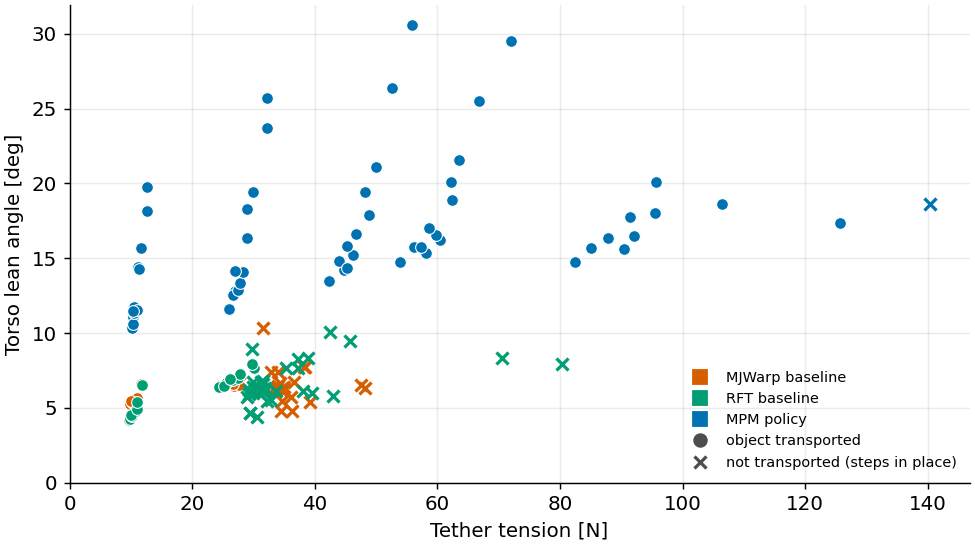 30
25
20
15
10
5
0
Torso lean angle [deg]
MJWarp baseline
RFT baseline
MPM policy
object transported
not transported (steps in place)
0 20 40 60 80 100 120 140
Tether tension [N]